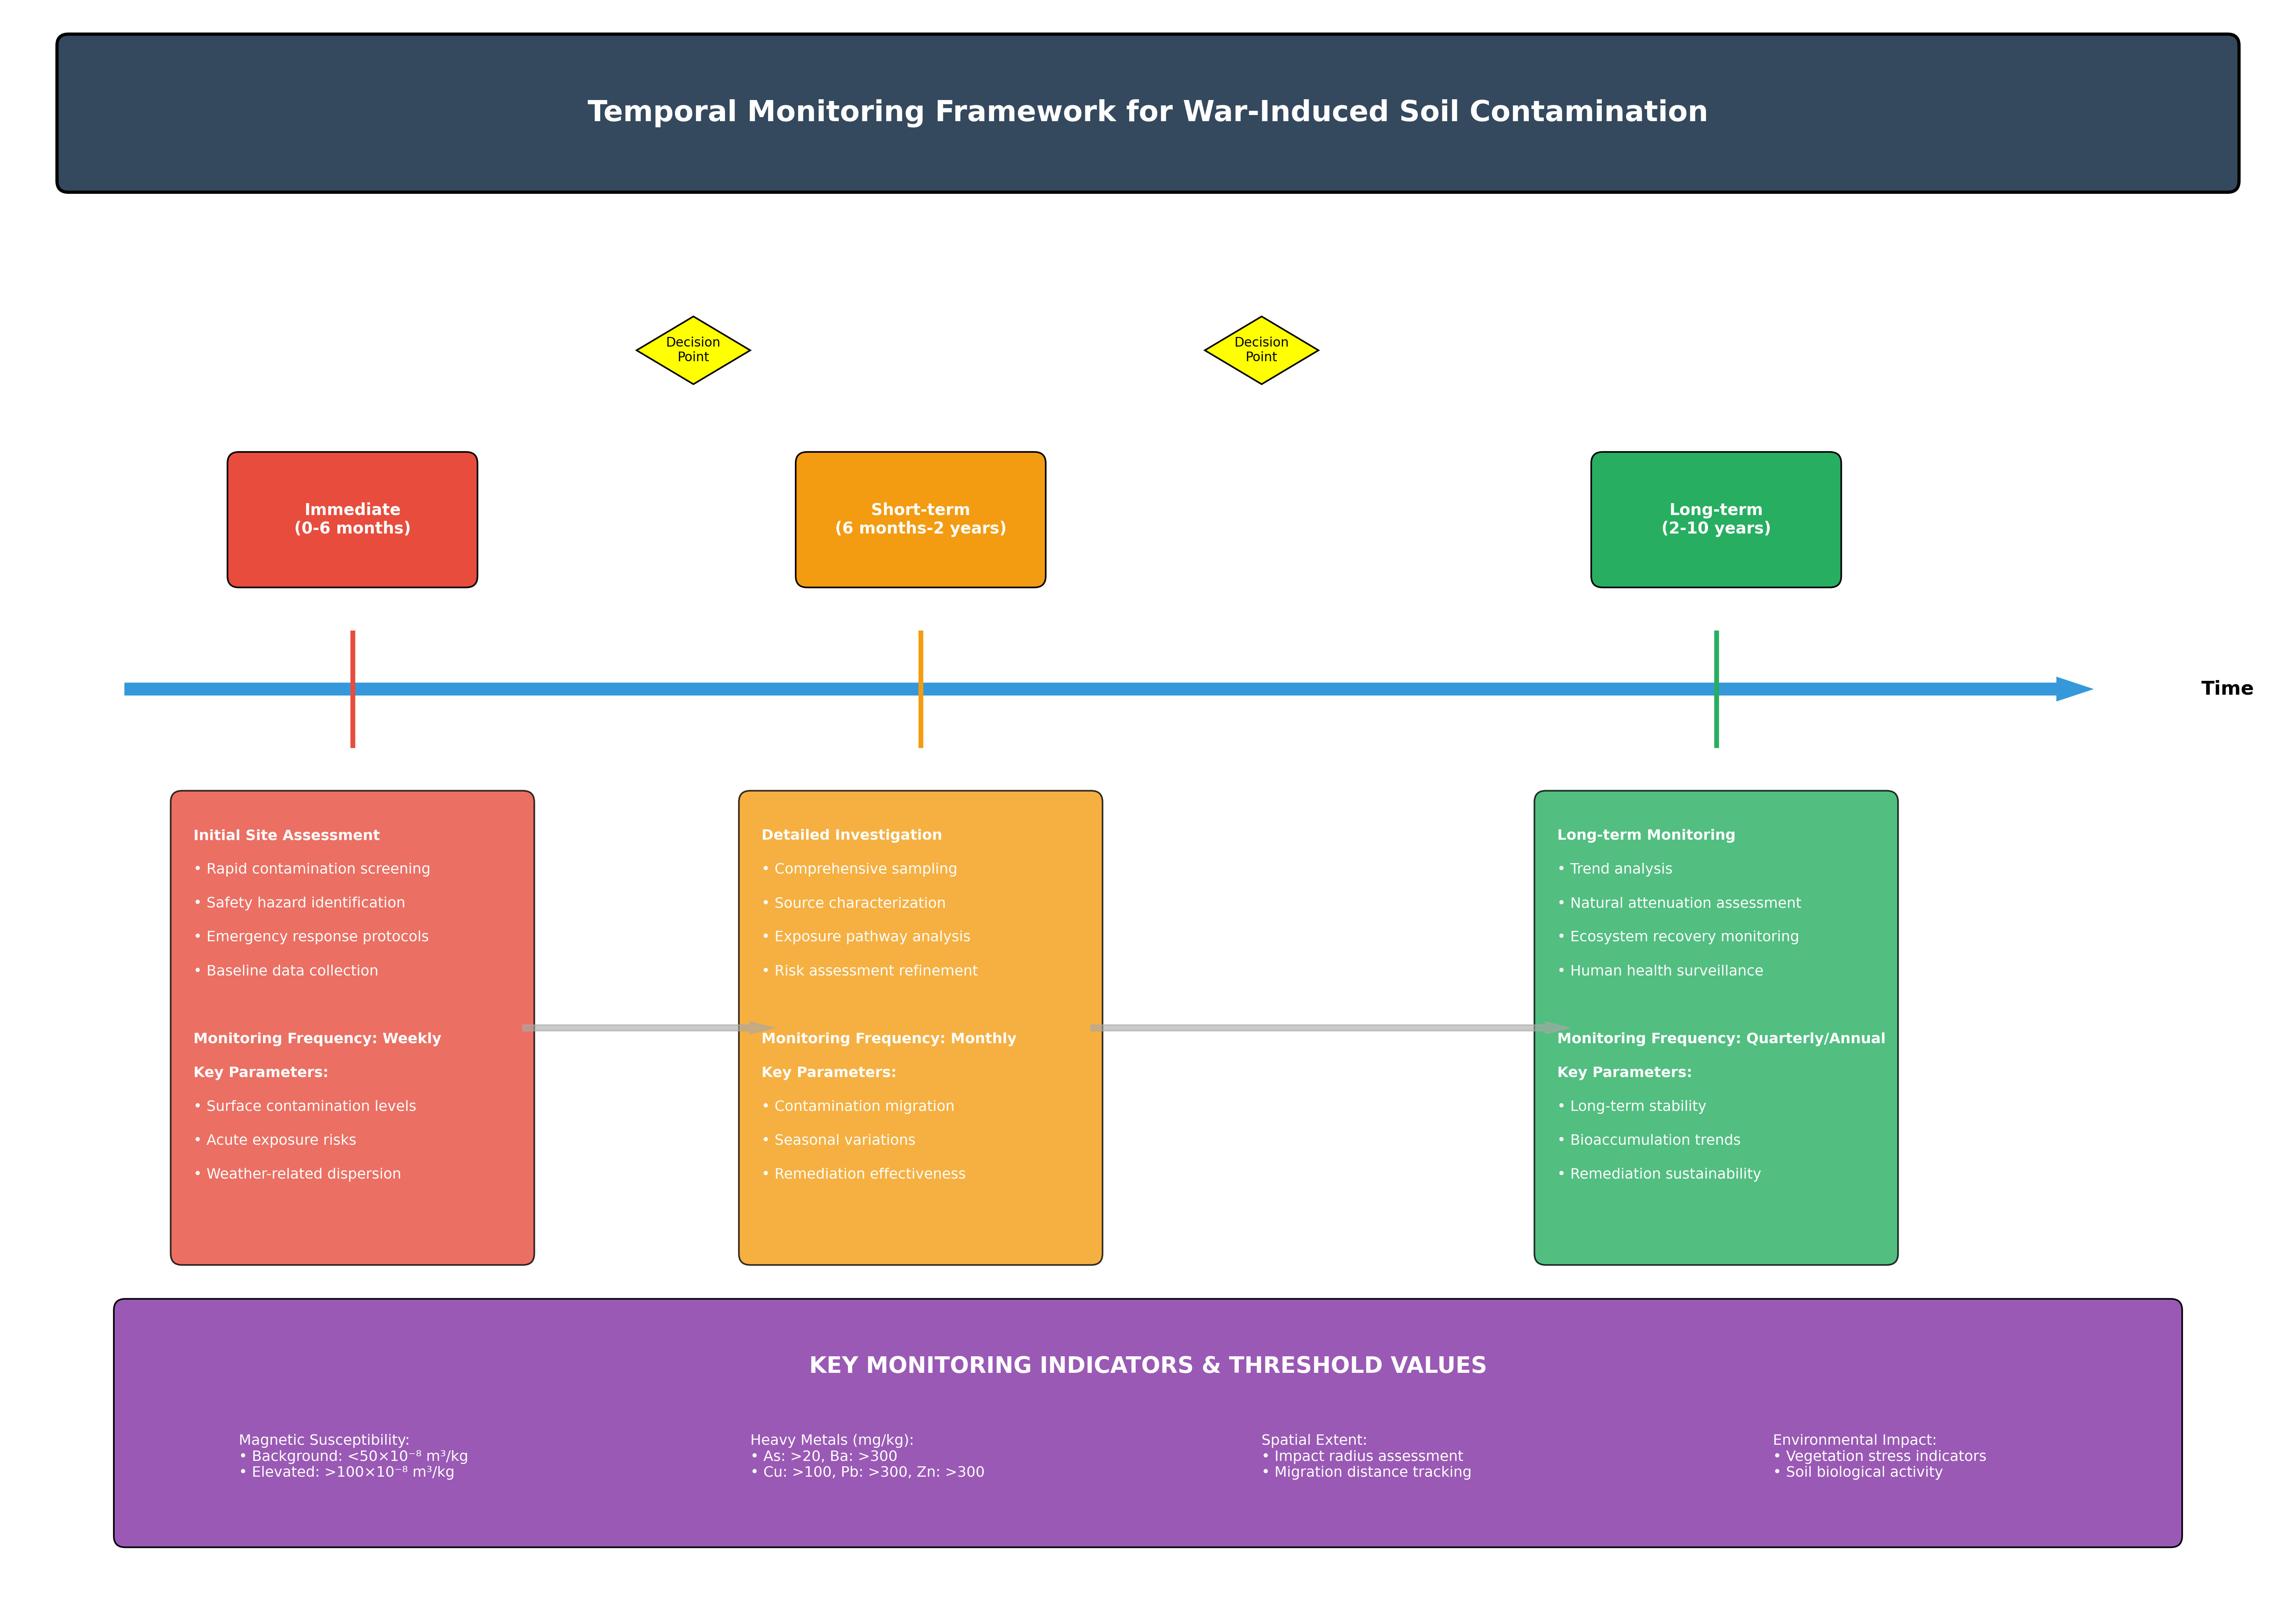 Temporal Monitoring Framework for War-Induced Soil Contamination
Decision
Point
Decision
Point
Immediate
(0-6 months)
Short-term
(6 months-2 years)
Long-term
(2-10 years)
Time
Initial Site Assessment
• Rapid contamination screening
• Safety hazard identification
• Emergency response protocols
• Baseline data collection
Monitoring Frequency: Weekly
Key Parameters:
• Surface contamination levels
• Acute exposure risks
• Weather-related dispersion
Detailed Investigation
• Comprehensive sampling
• Source characterization
• Exposure pathway analysis
• Risk assessment refinement
Monitoring Frequency: Monthly
Key Parameters:
• Contamination migration
• Seasonal variations
• Remediation effectiveness
Long-term Monitoring
• Trend analysis
• Natural attenuation assessment
• Ecosystem recovery monitoring
• Human health surveillance
Monitoring Frequency: Quarterly/Annual
Key Parameters:
• Long-term stability
• Bioaccumulation trends
• Remediation sustainability
KEY MONITORING INDICATORS & THRESHOLD VALUES
Magnetic Susceptibility:
• Background: <50×10⁻⁸ m³/kg
• Elevated: >100×10⁻⁸ m³/kg
Heavy Metals (mg/kg):
• As: >20, Ba: >300
• Cu: >100, Pb: >300, Zn: >300
Spatial Extent:
• Impact radius assessment
• Migration distance tracking
Environmental Impact:
• Vegetation stress indicators
• Soil biological activity